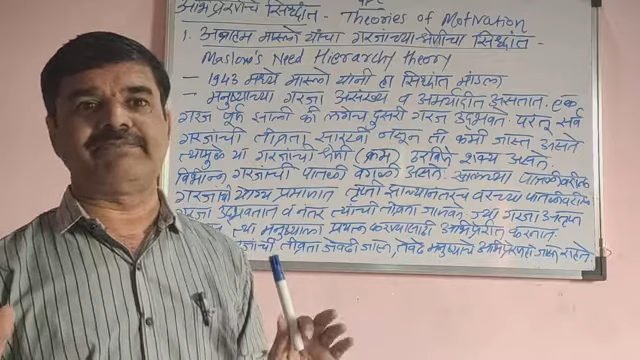 अभिप्रेरणेचे सिद्धांत - Theories of Motivation
1. अब्राहम मास्लो यांचा गरजांच्या श्रेणीचा सिद्धांत -
Maslow's Need Hierarchy theory
- 1943 मध्ये मास्लो यांनी हा सिद्धांत मांडला
- मनुष्याच्या गरजा असंख्य व अमर्यादीत असतात. एक
गरज पूर्ण झाली की लगेच दुसरी गरज उद्भवते. परंतू सर्व
गरजांची तीव्रता सारखी नसून ती कमी जास्त असते
त्यामुळे या गरजांची श्रेणी (क्रम) ठरविणे शक्य असते.
विभिन्न गरजांची पातळी वेगळी असते. खालच्या पातळीवरील
गरजांची योग्य प्रमाणात तृप्ती झाल्यानंतरच वरच्या पातळीवरील
गरजा उद्भवतात व नंतर त्यांची तीव्रता जाणवते. ज्या गरजा अतृप्त
त्या मनुष्याला प्रयत्न करण्यासाठी अभिप्रेरीत करतात.
गरजांची तीव्रता जेवढी जास्त, तेवढे मनुष्याचे अभिप्रेरणही जास्त राहते.